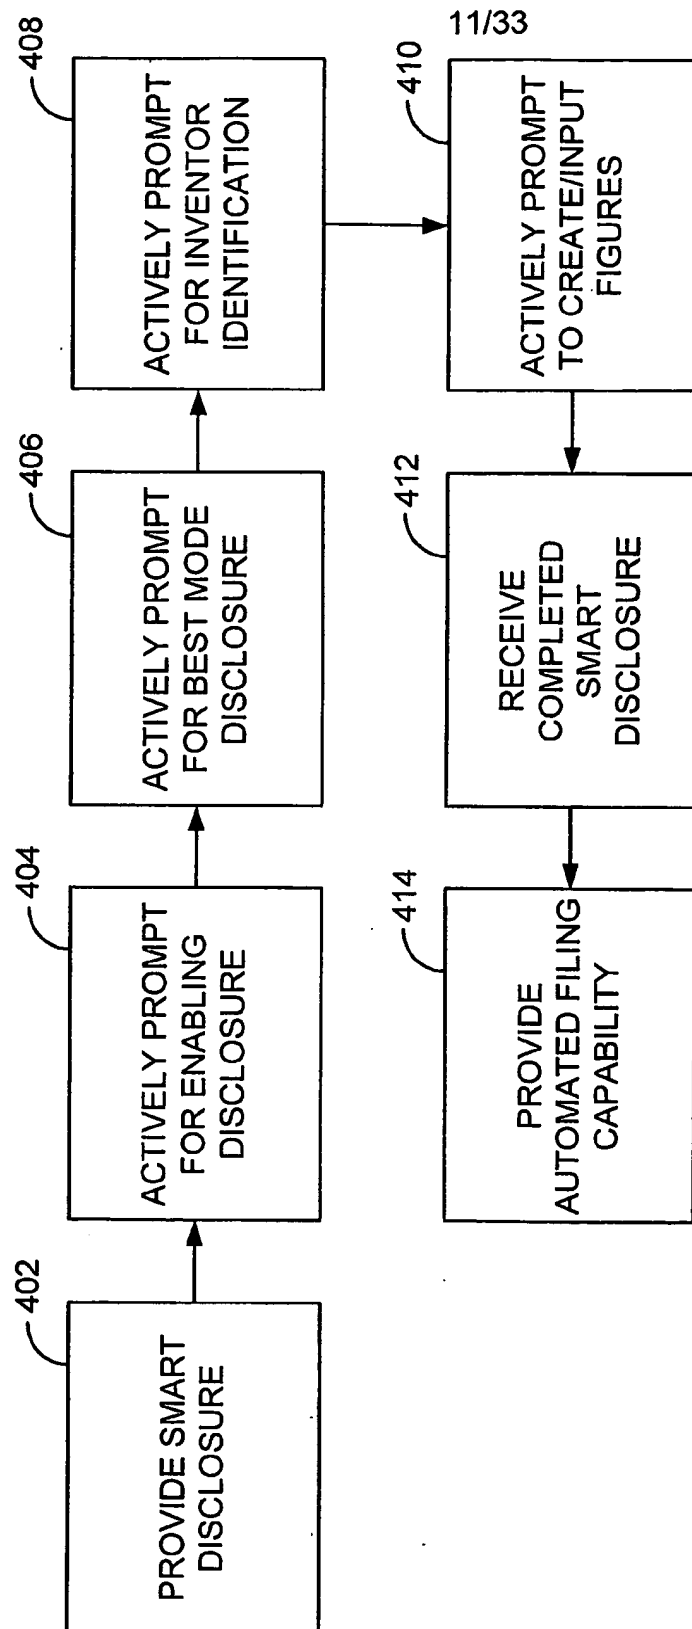 11/33
402
PROVIDE SMART
DISCLOSURE
404
ACTIVELY PROMPT
FOR ENABLING
DISCLOSURE
406
ACTIVELY PROMPT
FOR BEST MODE
DISCLOSURE
408
ACTIVELY PROMPT
FOR INVENTOR
IDENTIFICATION
410
ACTIVELY PROMPT
TO CREATE/INPUT
FIGURES
412
RECEIVE
COMPLETED
SMART
DISCLOSURE
414
PROVIDE
AUTOMATED FILING
CAPABILITY